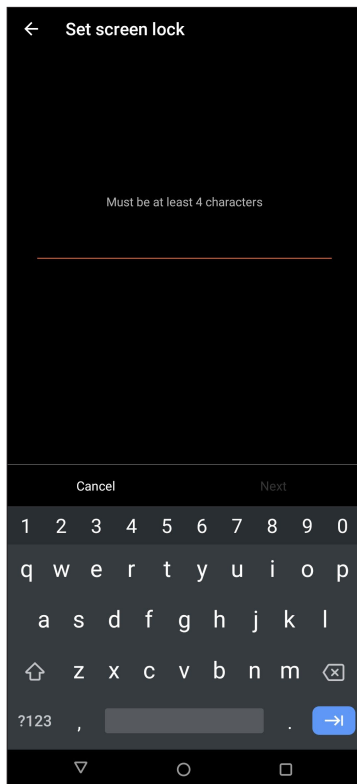 Set screen lock
Must be at least 4 characters
Cancel Next
1 2 3 4 5 6 7 8 9 0
q w e r t y u i o p
a s d f g h j k l
z x c v b n m
?123 , .